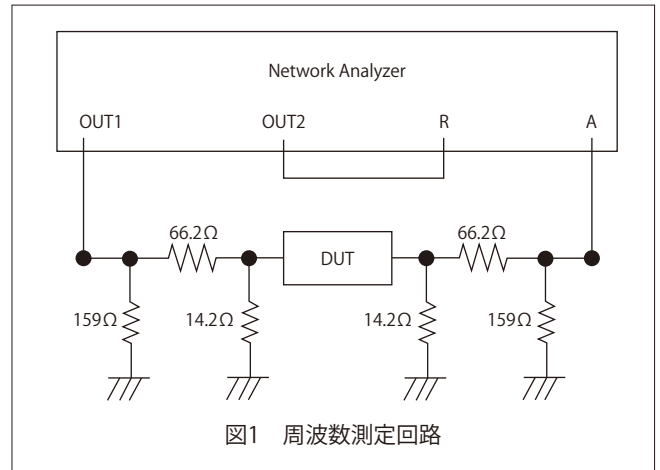 Network Analyzer
OUT1 OUT2 R A
66.2Ω 66.2Ω
DUT
159Ω 14.2Ω 14.2Ω 159Ω
図1 周波数測定回路